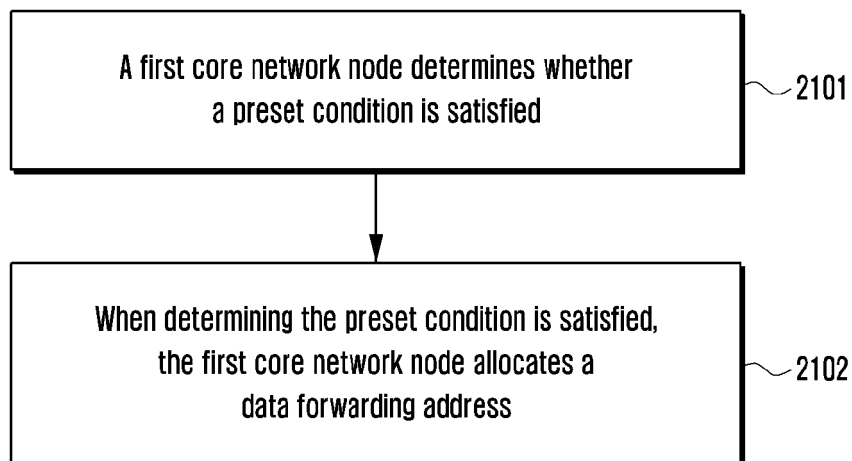 A first core network node determines whether
a preset condition is satisfied
2101
When determining the preset condition is satisfied,
the first core network node allocates a
data forwarding address
2102